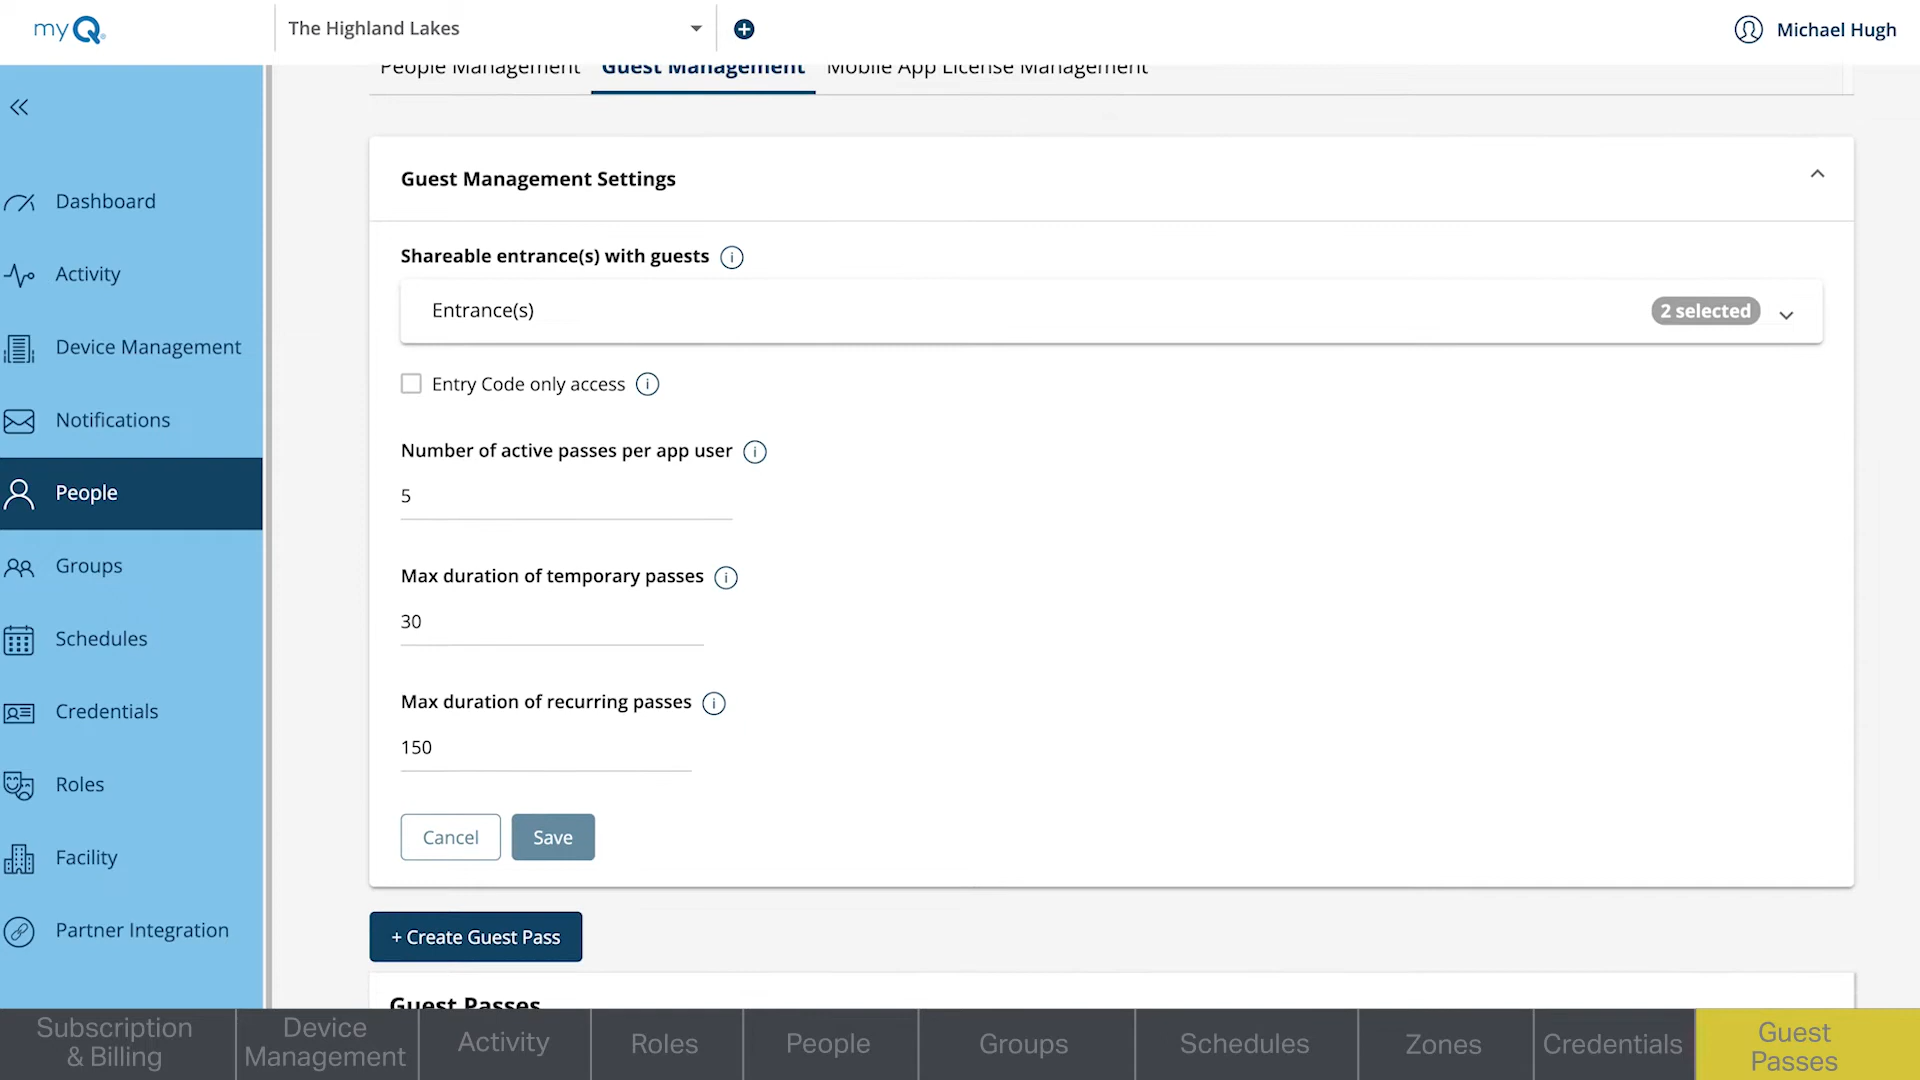 myQ
The Highland Lakes
Michael Hugh
People Management
Guest Management
Mobile App License Management
Dashboard
Activity
Device Management
Notifications
People
Groups
Schedules
Credentials
Roles
Facility
Partner Integration
Guest Management Settings
Shareable entrance(s) with guests
Entrance(s)
2 selected
Entry Code only access
Number of active passes per app user
5
Max duration of temporary passes
30
Max duration of recurring passes
150
Cancel
Save
+ Create Guest Pass
Guest Passes
Subscription
& Billing
Device
Management
Activity
Roles
People
Groups
Schedules
Zones
Credentials
Guest
Passes